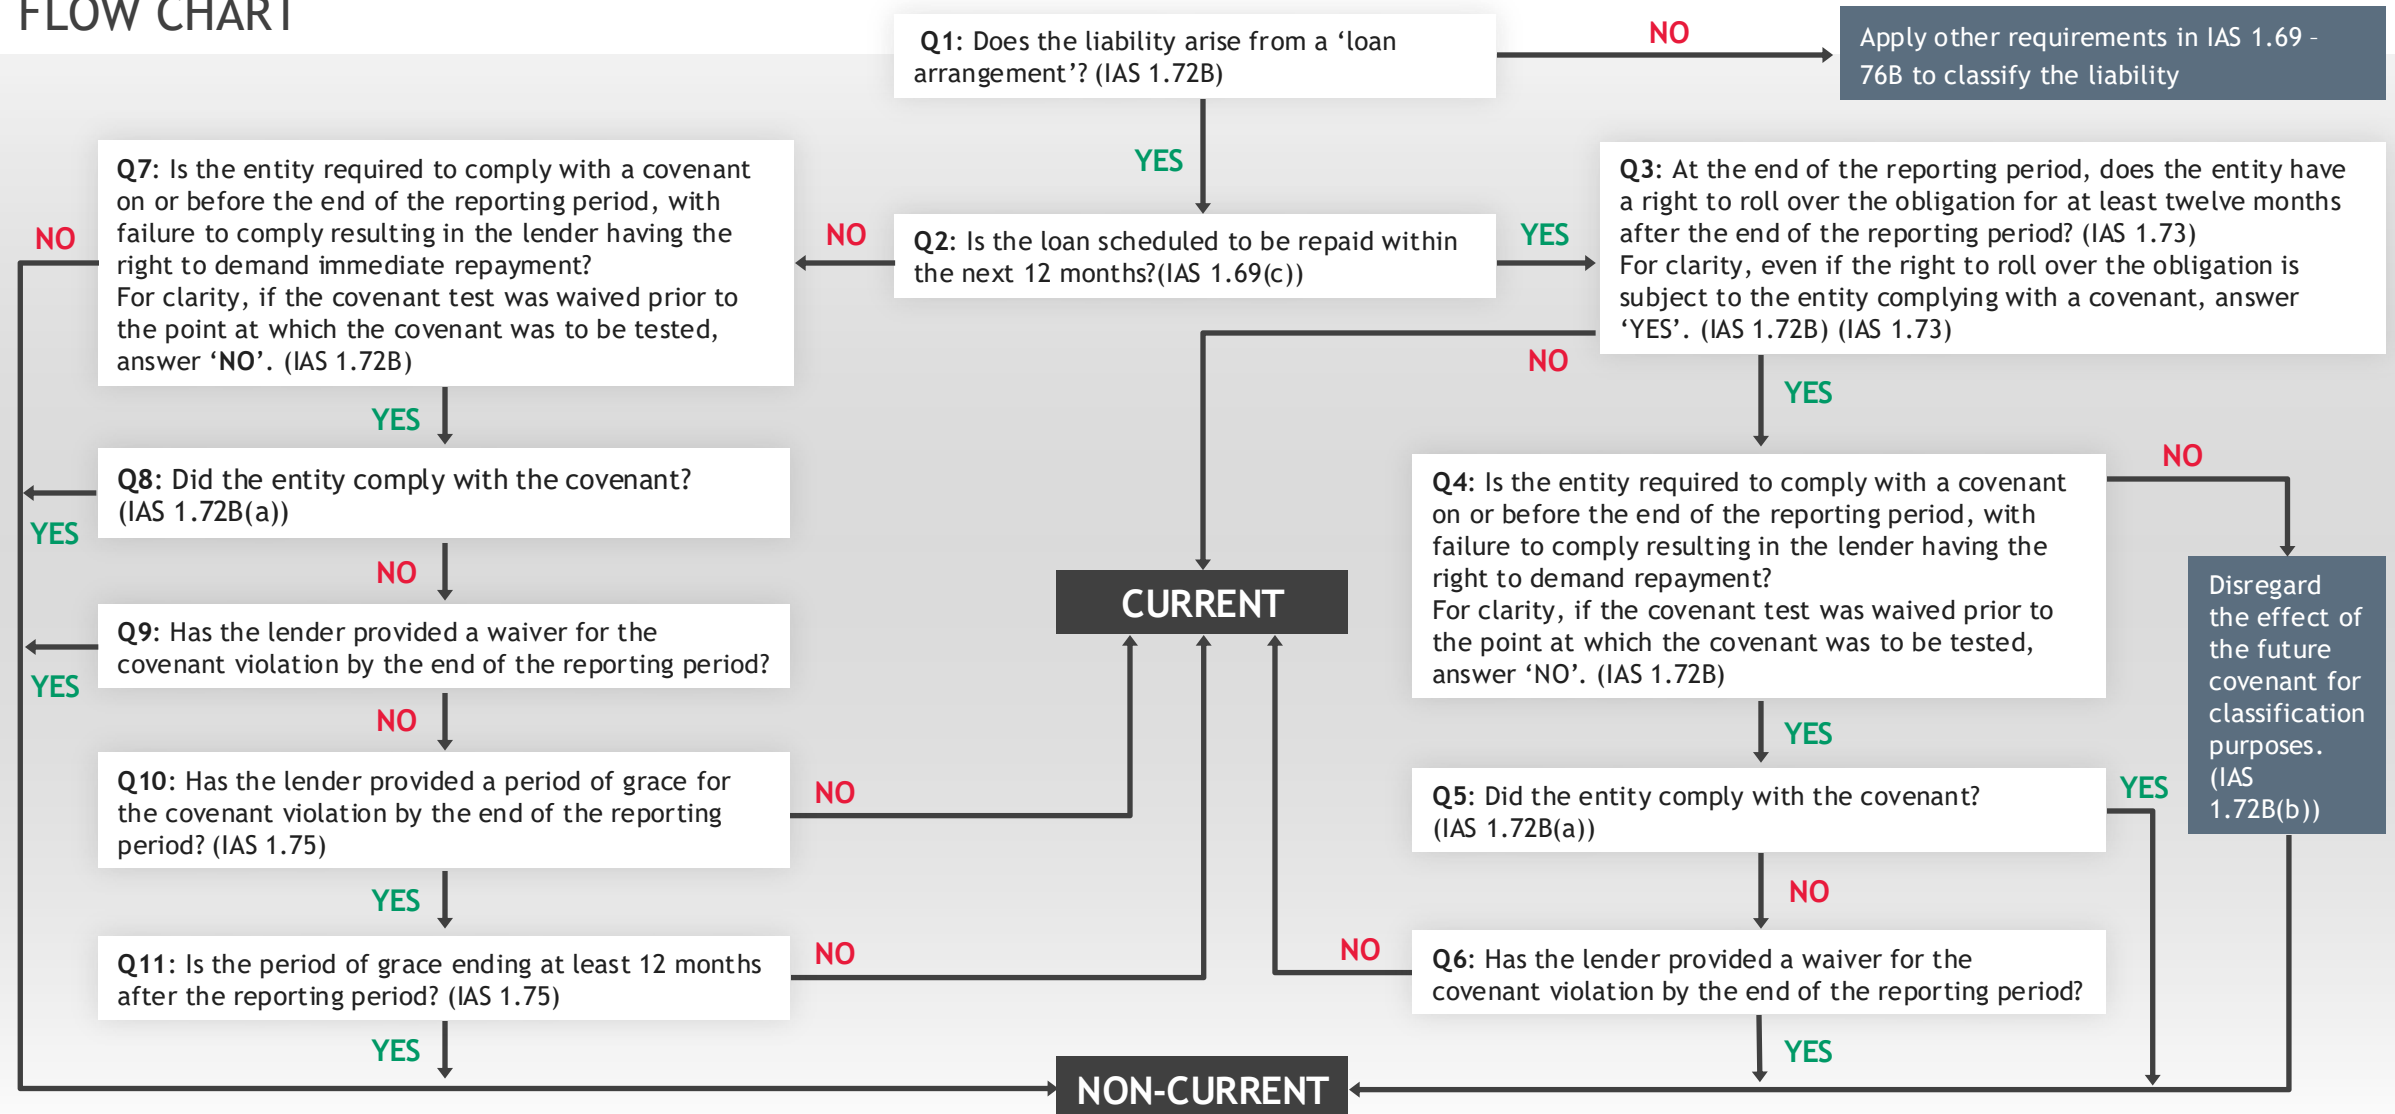 FLOW CHART
Q1: Does the liability arise from a ‘loan
arrangement’? (IAS 1.72B)
NO
Apply other requirements in IAS 1.69 –
76B to classify the liability
YES
Q2: Is the loan scheduled to be repaid within
the next 12 months?(IAS 1.69(c))
NO
YES
Q3: At the end of the reporting period, does the entity have
a right to roll over the obligation for at least twelve months
after the end of the reporting period? (IAS 1.73)
For clarity, even if the right to roll over the obligation is
subject to the entity complying with a covenant, answer
‘YES’. (IAS 1.72B) (IAS 1.73)
NO
YES
Q4: Is the entity required to comply with a covenant
on or before the end of the reporting period, with
failure to comply resulting in the lender having the
right to demand repayment?
For clarity, if the covenant test was waived prior to
the point at which the covenant was to be tested,
answer ‘NO’. (IAS 1.72B)
NO
Disregard
the effect of
the future
covenant for
classification
purposes.
(IAS
1.72B(b))
YES
Q5: Did the entity comply with the covenant?
(IAS 1.72B(a))
YES
NO
Q6: Has the lender provided a waiver for the
covenant violation by the end of the reporting period?
NO
YES
Q7: Is the entity required to comply with a covenant
on or before the end of the reporting period, with
failure to comply resulting in the lender having the
right to demand immediate repayment?
For clarity, if the covenant test was waived prior to
the point at which the covenant was to be tested,
answer ‘NO’. (IAS 1.72B)
NO
YES
Q8: Did the entity comply with the covenant?
(IAS 1.72B(a))
YES
NO
Q9: Has the lender provided a waiver for the
covenant violation by the end of the reporting period?
YES
NO
Q10: Has the lender provided a period of grace for
the covenant violation by the end of the reporting
period? (IAS 1.75)
NO
YES
Q11: Is the period of grace ending at least 12 months
after the reporting period? (IAS 1.75)
NO
YES
CURRENT
NON-CURRENT